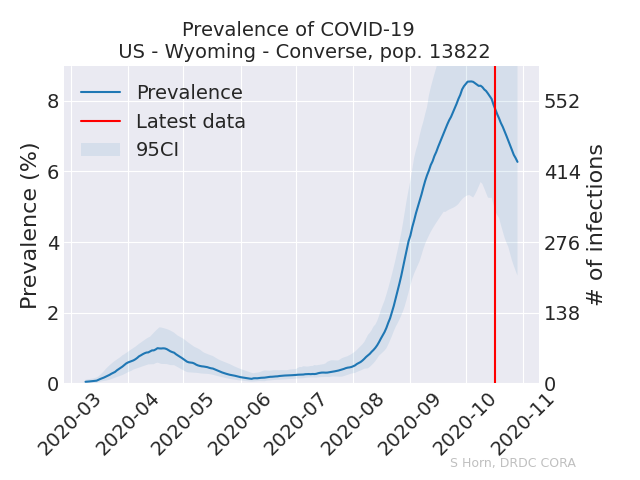 Prevalence of COVID-19
US - Wyoming - Converse, pop. 13822
Prevalence
Latest data
95CI
Prevalence (%)
8
6
4
2
0
552
414
276
138
0
# of infections
2020-03
2020-04
2020-05
2020-06
2020-07
2020-08
2020-09
2020-10
2020-11
S Horn, DRDC CORA